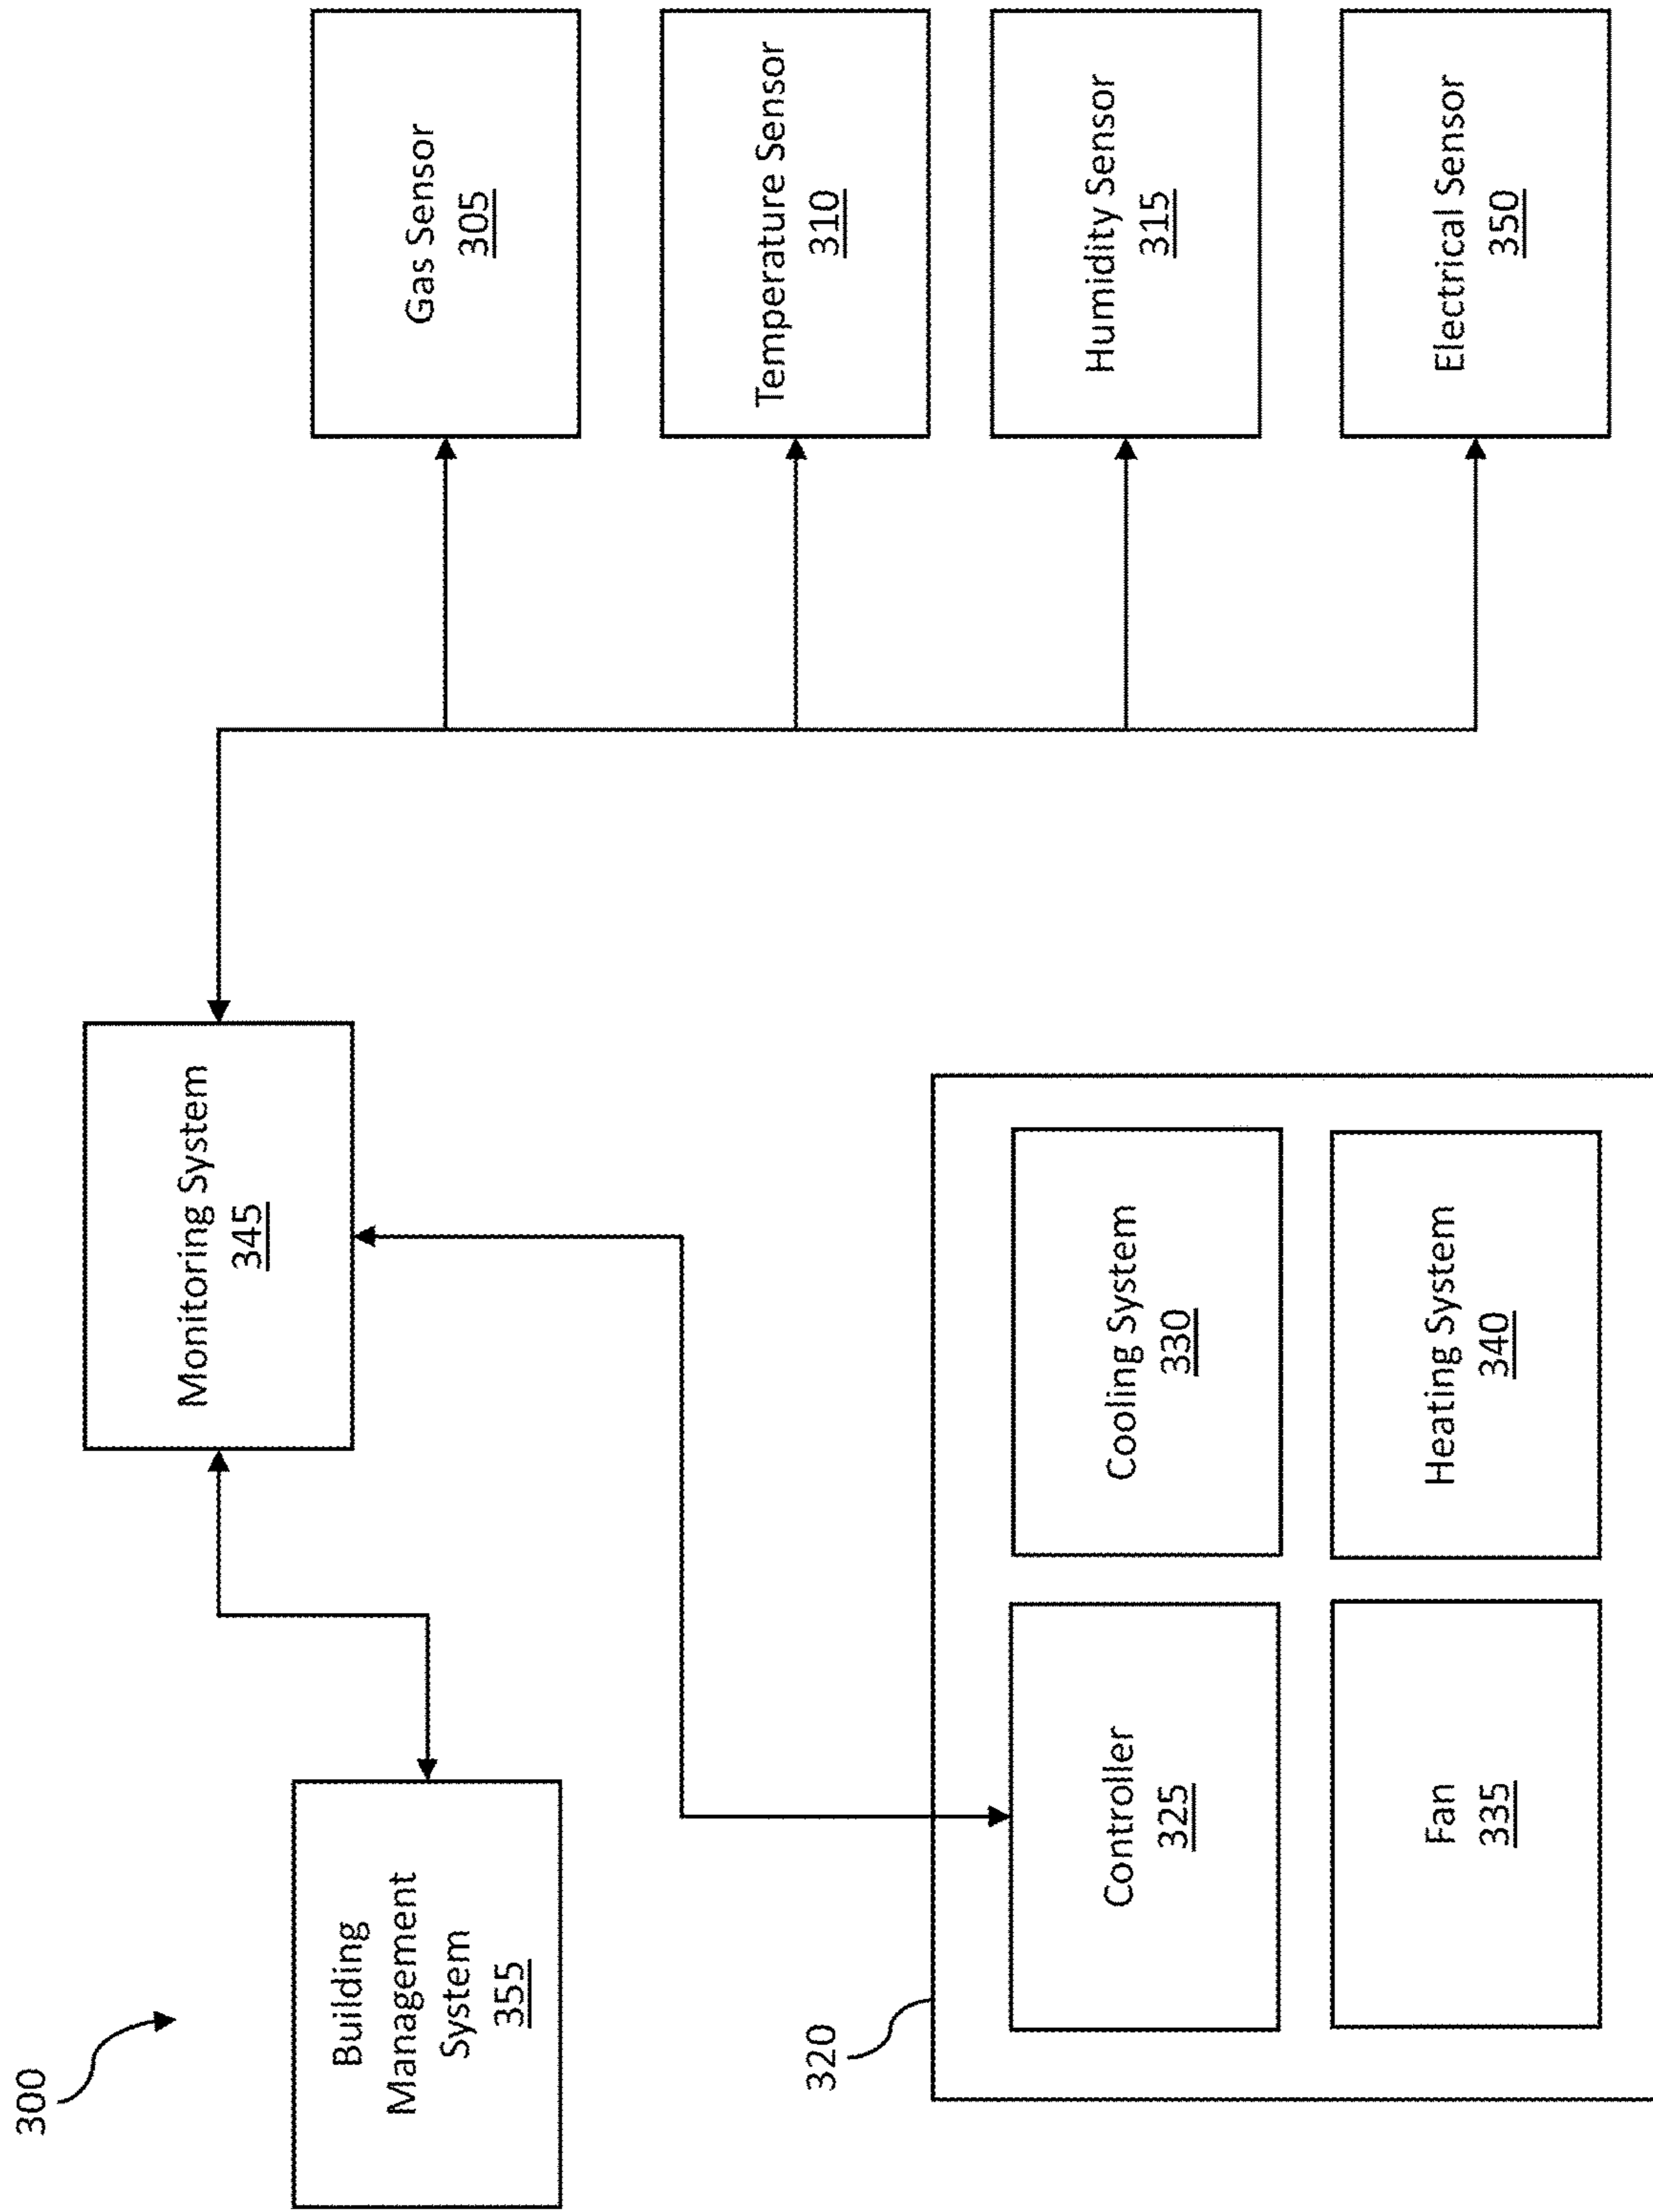 300
Building
Management
System
355
Monitoring System
345
Gas Sensor
305
Temperature Sensor
310
Humidity Sensor
315
Electrical Sensor
350
320
Controller
325
Cooling System
330
Fan
335
Heating System
340